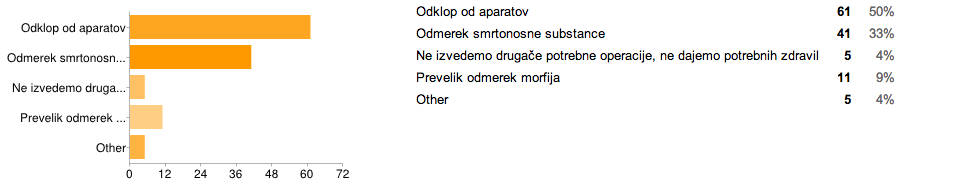 Odklop od aparatov
Odmerek smrtonosn...
Ne izvedemo druga...
Prevelik odmerek ...
Other
0 12 24 36 48 60 72
Odklop od aparatov 61 50%
Odmerek smrtonosne substance 41 33%
Ne izvedemo drugače potrebne operacije, ne dajemo potrebnih zdravil 5 4%
Prevelik odmerek morfija 11 9%
Other 5 4%